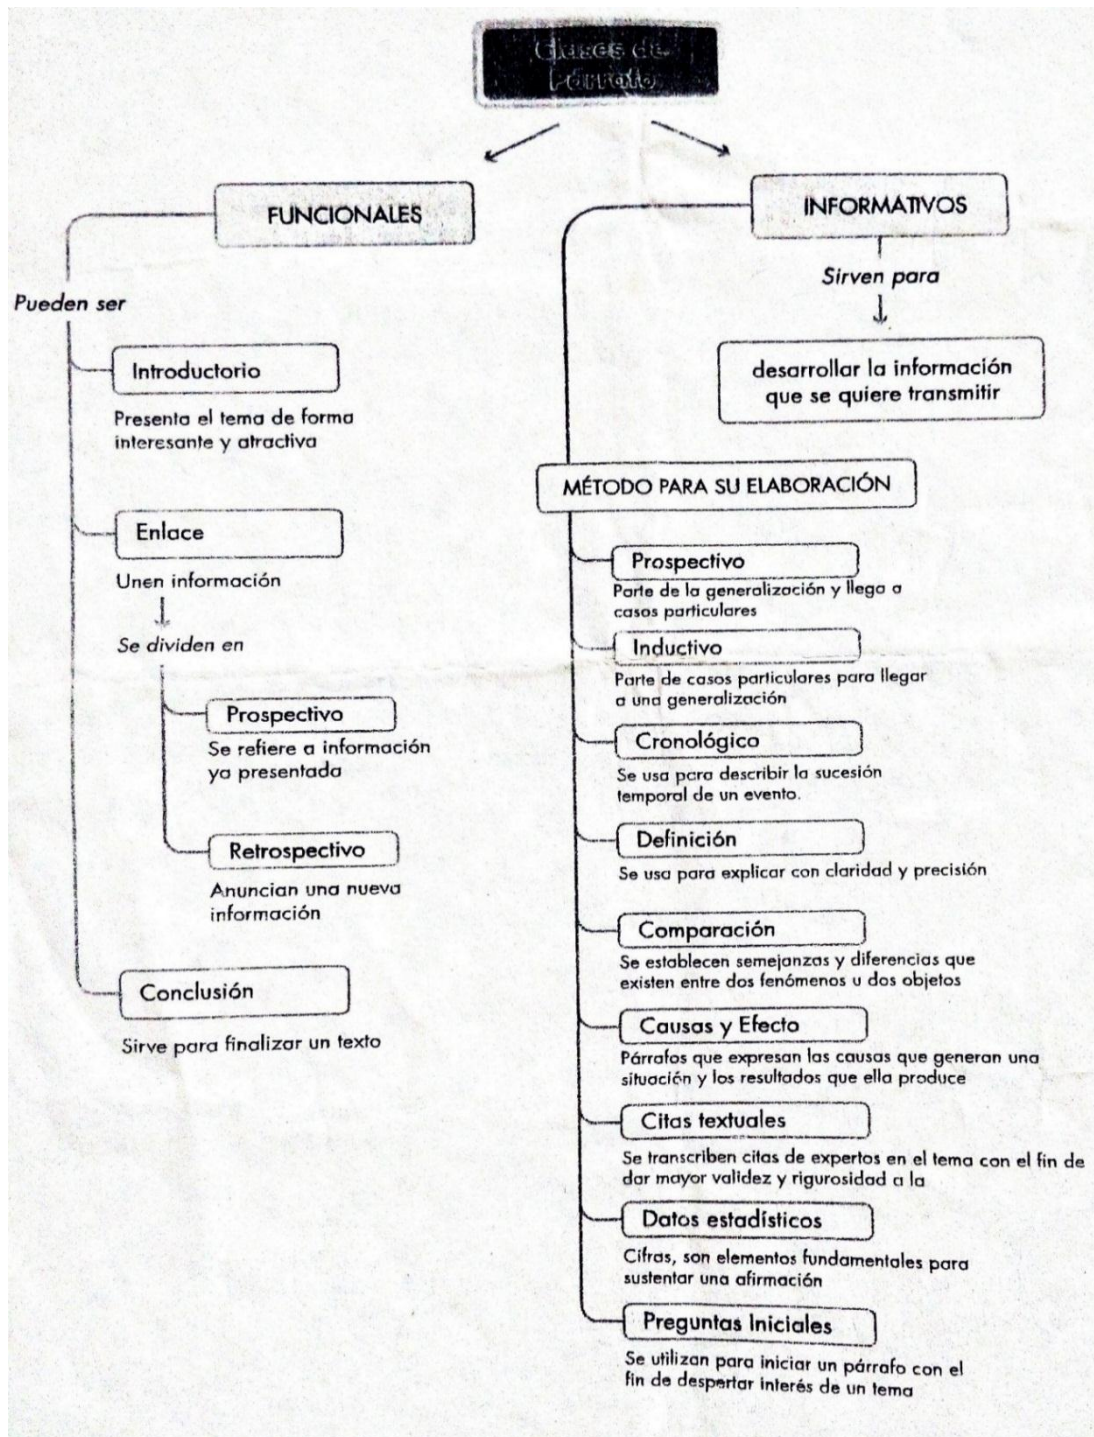 Clases de
Párrafo
FUNCIONALES
Pueden ser
Introductorio
Presenta el tema de forma
interesante y atractiva
Enlace
Unen información
Se dividen en
Prospectivo
Se refiere a información
ya presentada
Retrospectivo
Anuncian una nueva
información
Conclusión
Sirve para finalizar un texto
INFORMATIVOS
Sirven para
desarrollar la información
que se quiere transmitir
MÉTODO PARA SU ELABORACIÓN
Prospectivo
Parte de la generalización y llega a
casos particulares
Inductivo
Parte de casos particulares para llegar
a una generalización
Cronológico
Se usa para describir la sucesión
temporal de un evento.
Definición
Se usa para explicar con claridad y precisión
Comparación
Se establecen semejanzas y diferencias que
existen entre dos fenómenos u dos objetos
Causas y Efecto
Párrafos que expresan las causas que generan una
situación y los resultados que ella produce
Citas textuales
Se transcriben citas de expertos en el tema con el fin de
dar mayor validez y rigurosidad a la
Datos estadísticos
Cifras, son elementos fundamentales para
sustentar una afirmación
Preguntas Iniciales
Se utilizan para iniciar un párrafo con el
fin de despertar interés de un tema